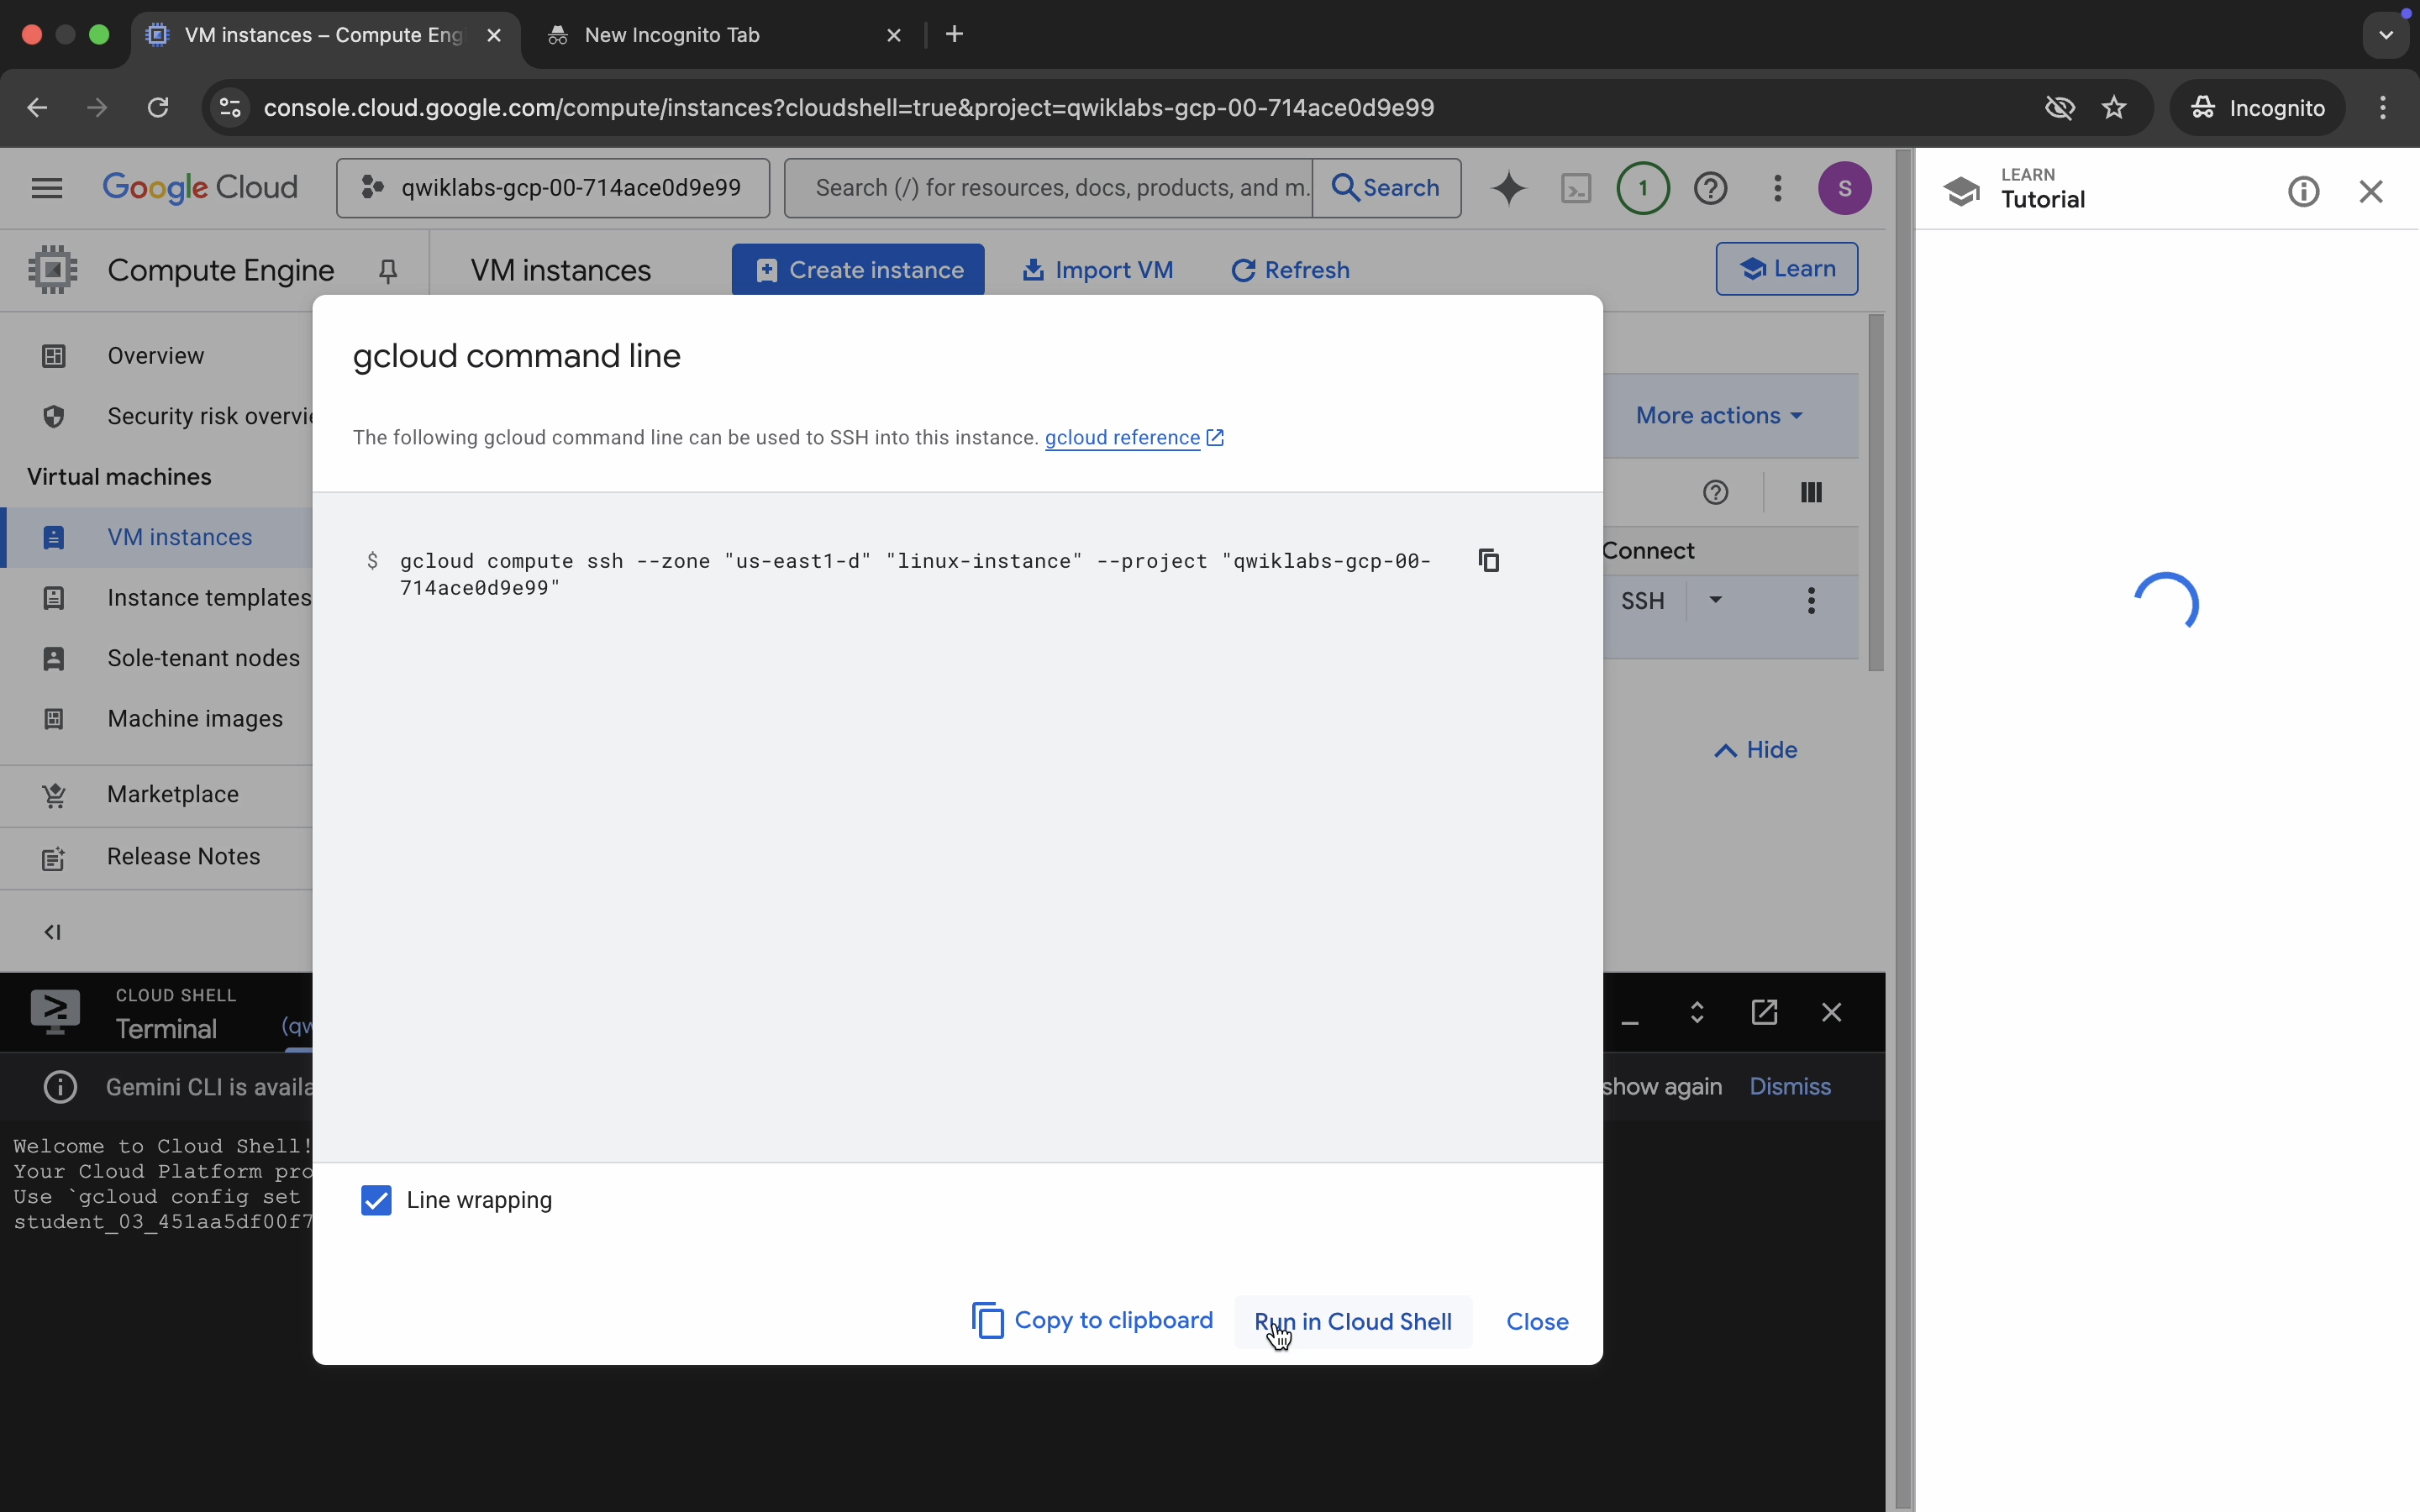 VM instances – Compute Eng
New Incognito Tab
console.cloud.google.com/compute/instances?cloudshell=true&project=qwiklabs-gcp-00-714ace0d9e99
Incognito
Google Cloud
qwiklabs-gcp-00-714ace0d9e99
Search (/) for resources, docs, products, and m.
Search
1
S
LEARN
Tutorial
Compute Engine
VM instances
Create instance
Import VM
Refresh
Learn
Overview
Security risk overvie
Virtual machines
VM instances
Instance templates
Sole-tenant nodes
Machine images
Marketplace
Release Notes
gcloud command line
The following gcloud command line can be used to SSH into this instance. gcloud reference
$ gcloud compute ssh --zone "us-east1-d" "linux-instance" --project "qwiklabs-gcp-00-
714ace0d9e99"
Line wrapping
Copy to clipboard
Run in Cloud Shell
Close
More actions
Connect
SSH
Hide
CLOUD SHELL
Terminal
(qw
Gemini CLI is availa
show again
Dismiss
Welcome to Cloud Shell!
Your Cloud Platform pro
Use `gcloud config set
student_03_451aa5df00f7